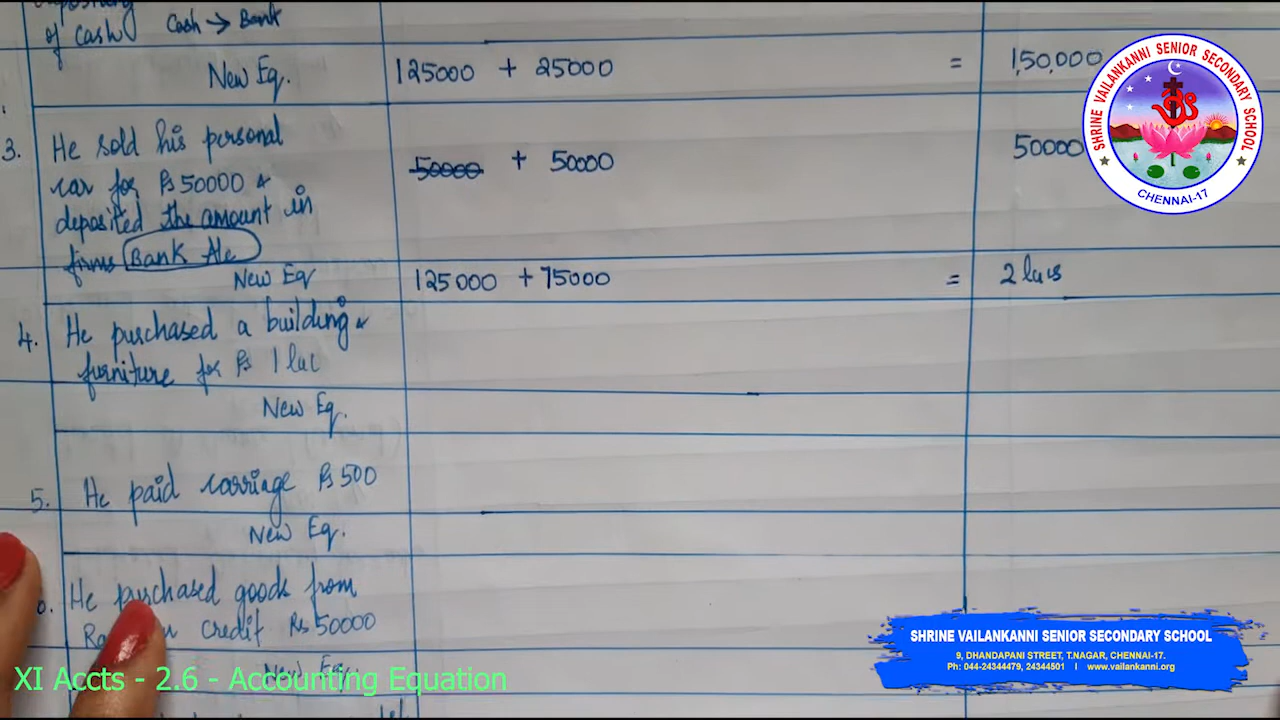 of cash Cash → Bank
New Eq. 125000 + 25000 = 1,50,000
3. He sold his personal
car for Rs 50000 &
deposited the amount in
firms Bank A/c
50000 + 50000 50000
New Eq 125000 + 75000 = 2 lacs
4. He purchased a building &
furniture for Rs 1 lac
New Eq.
5. He paid carriage Rs 500
New Eq.
He purchased goods from
credit Rs 50000
New Eq.
SHRINE VAILANKANNI SENIOR SECONDARY SCHOOL
CHENNAI-17
SHRINE VAILANKANNI SENIOR SECONDARY SCHOOL
9, DHANDAPANI STREET, T.NAGAR, CHENNAI-17.
Ph: 044-24344479, 24344501 I www.vailankanni.org
XI Accts - 2.6 - Accounting Equation